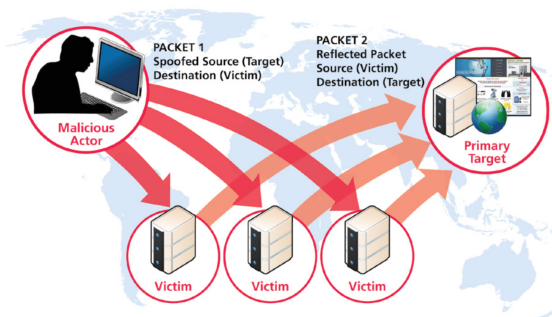 PACKET 1
Spoofed Source (Target)
Destination (Victim)
PACKET 2
Reflected Packet
Source (Victim)
Destination (Target)
Malicious
Actor
Primary
Target
Victim
Victim
Victim